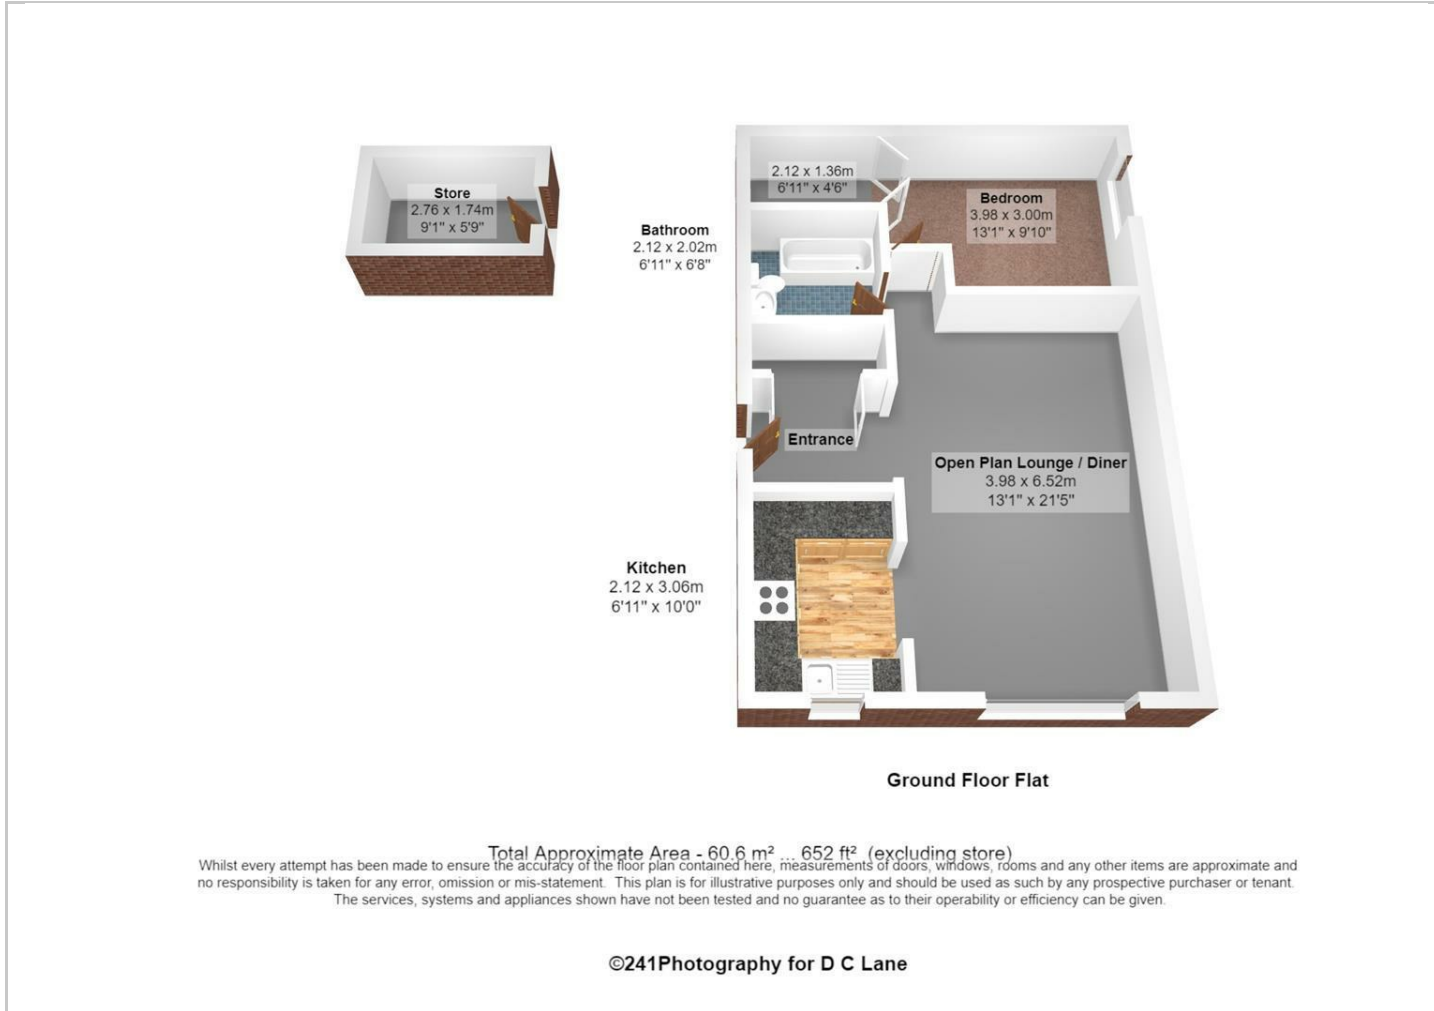 Store
2.76 x 1.74m
9'1" x 5'9"
2.12 x 1.36m
6'11" x 4'6"
Bedroom
3.98 x 3.00m
13'1" x 9'10"
Bathroom
2.12 x 2.02m
6'11" x 6'8"
Entrance
Open Plan Lounge / Diner
3.98 x 6.52m
13'1" x 21'5"
Kitchen
2.12 x 3.06m
6'11" x 10'0"
Ground Floor Flat
Total Approximate Area - 60.6 m² ... 652 ft² (excluding store)
Whilst every attempt has been made to ensure the accuracy of the floor plan contained here, measurements of doors, windows, rooms and any other items are approximate and
no responsibility is taken for any error, omission or mis-statement. This plan is for illustrative purposes only and should be used as such by any prospective purchaser or tenant.
The services, systems and appliances shown have not been tested and no guarantee as to their operability or efficiency can be given.
©241Photography for D C Lane